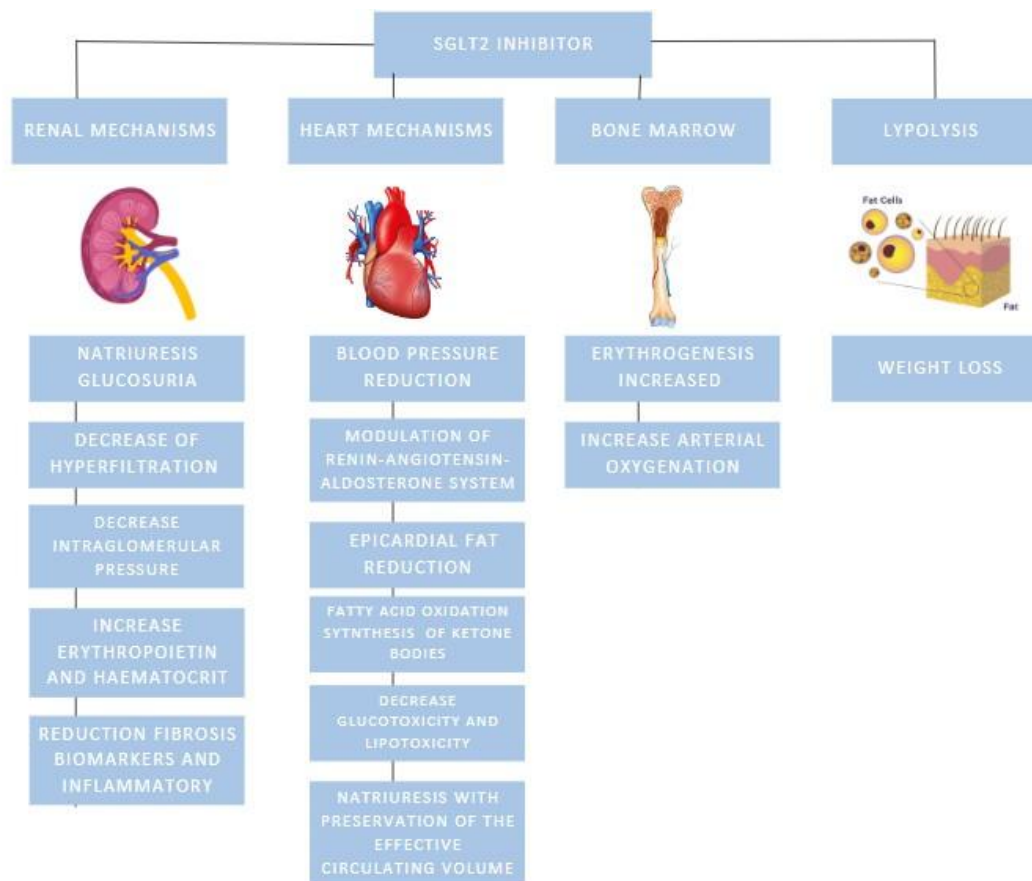 SGLT2 INHIBITOR
RENAL MECHANISMS
HEART MECHANISMS
BONE MARROW
LYPOLYSIS
Fat Cells
Fat
NATRIURESIS
GLUCOSURIA
DECREASE OF
HYPERFILTRATION
DECREASE
INTRAGLOMERULAR
PRESSURE
INCREASE
ERYTHROPOIETIN
AND HAEMATOCRIT
REDUCTION FIBROSIS
BIOMARKERS AND
INFLAMMATORY
BLOOD PRESSURE
REDUCTION
MODULATION OF
RENIN-ANGIOTENSIN-
ALDOSTERONE SYSTEM
EPICARDIAL FAT
REDUCTION
FATTY ACID OXIDATION
SYTNTHESIS OF KETONE
BODIES
DECREASE
GLUCOTOXICITY AND
LIPOTOXICITY
NATRIURESIS WITH
PRESERVATION OF THE
EFFECTIVE
CIRCULATING VOLUME
ERYTHROGENESIS
INCREASED
INCREASE ARTERIAL
OXYGENATION
WEIGHT LOSS